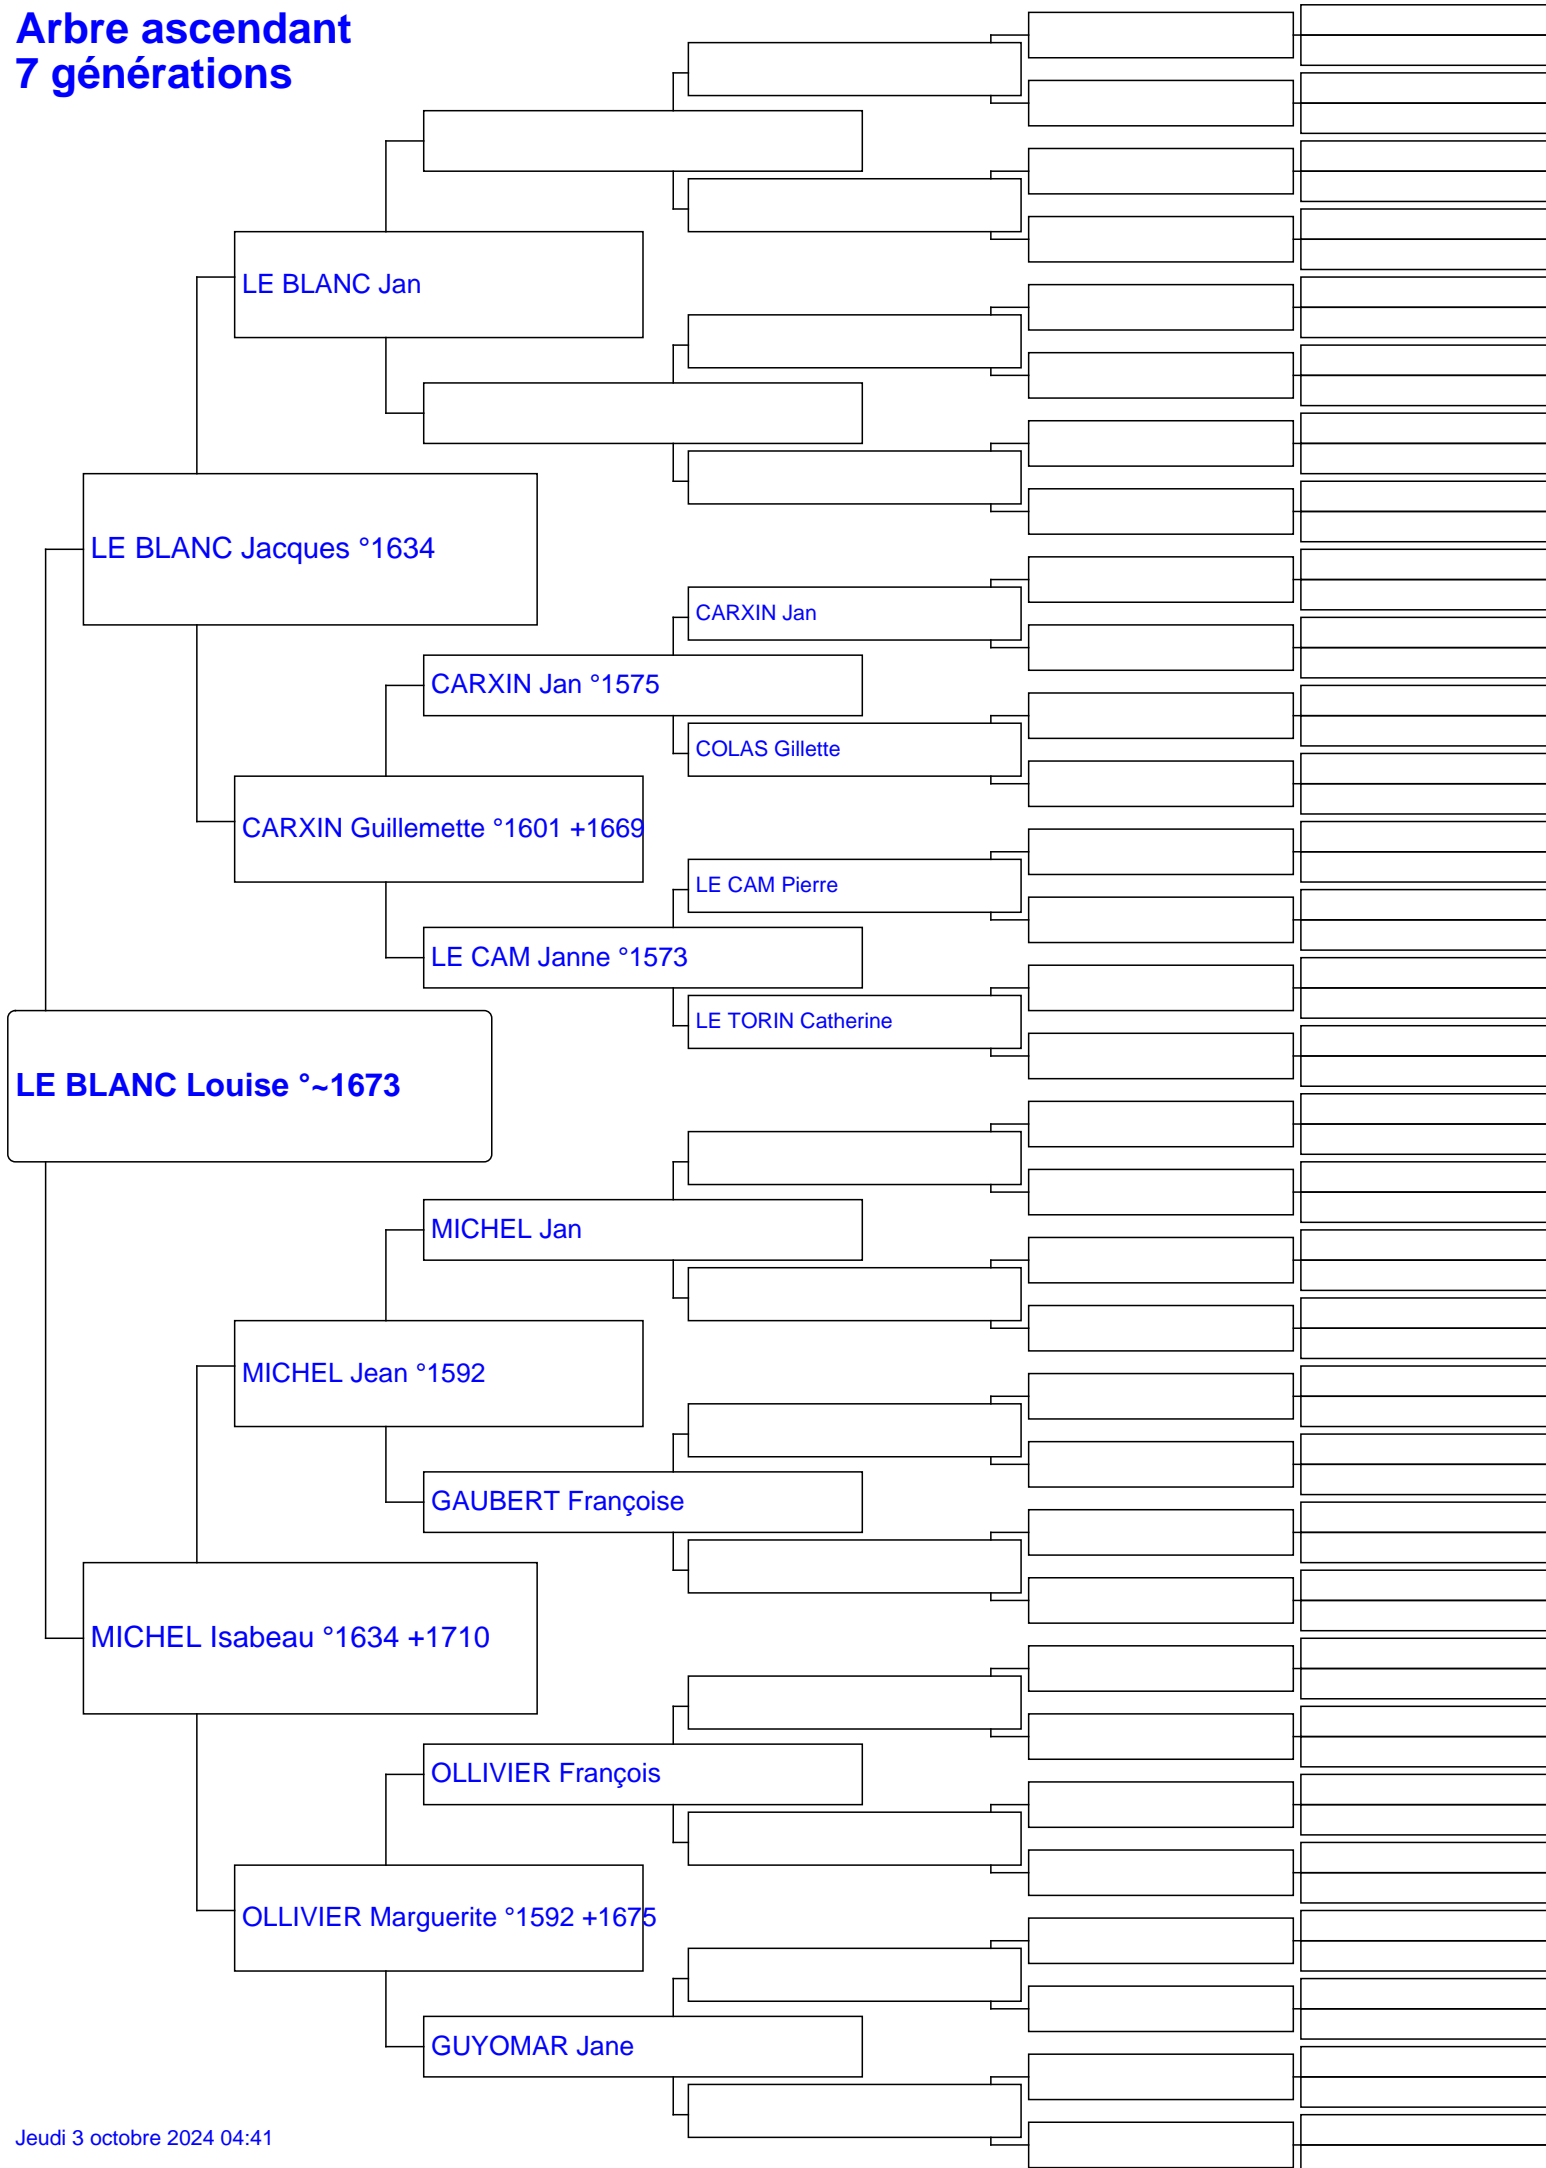 Arbre ascendant
7 générations
LE BLANC Jan
LE BLANC Jacques °1634
CARXIN Jan
CARXIN Jan °1575
COLAS Gillette
CARXIN Guillemette °1601 +1669
LE CAM Pierre
LE CAM Janne °1573
LE TORIN Catherine
LE BLANC Louise °~1673
MICHEL Jan
MICHEL Jean °1592
GAUBERT Françoise
MICHEL Isabeau °1634 +1710
OLLIVIER François
OLLIVIER Marguerite °1592 +1675
GUYOMAR Jane
Jeudi 3 octobre 2024 04:41